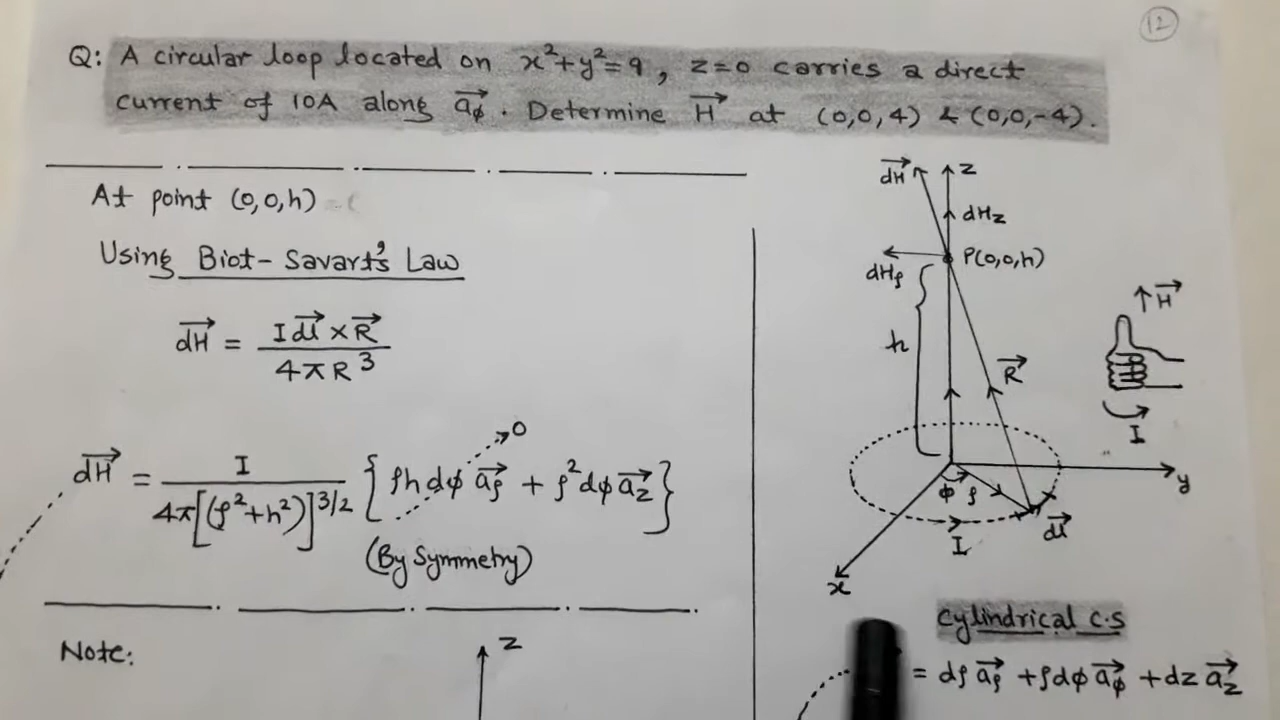 12
Q: A circular loop located on x²+y²=9, z=0 carries a direct
current of 10A along a⃗ϕ. Determine H⃗ at (0,0,4) & (0,0,-4).
At point (0,0,h)
Using Biot-Savart's Law
dH⃗ = I dl⃗ × R⃗ / 4πR³
dH⃗ = I / 4π[(ρ²+h²)]^3/2 {ρh dϕ a⃗ρ + ρ² dϕ a⃗z}
0
(By Symmetry)
Note:
z
dH⃗
z
dHz
dHρ
P(0,0,h)
h
R⃗
↑H⃗
I
ϕ
ρ
y
I
dl⃗
x
Cylindrical C.S
= dρ a⃗ρ + ρdϕ a⃗ϕ + dz a⃗z